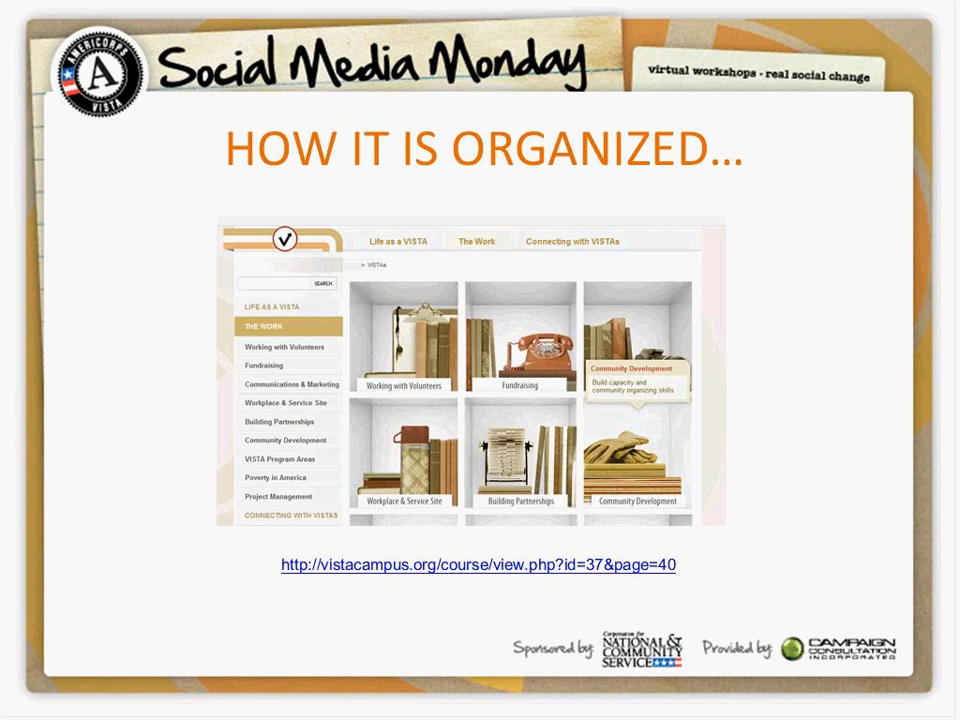 AMERICORPS
A
VISTA
Social Media Monday
virtual workshops · real social change
HOW IT IS ORGANIZED…
Life as a VISTA
The Work
Connecting with VISTAs
► VISTAs
SEARCH
LIFE AS A VISTA
THE WORK
Working with Volunteers
Fundraising
Communications & Marketing
Workplace & Service Site
Building Partnerships
Community Development
VISTA Program Areas
Poverty in America
Project Management
CONNECTING WITH VISTAS
Working with Volunteers
Fundraising
Community Development
Build capacity and
community organizing skills
Workplace & Service Site
Building Partnerships
Community Development
http://vistacampus.org/course/view.php?id=37&page=40
Sponsored by:
Corporation for
NATIONAL &
COMMUNITY
SERVICE
Provided by:
CAMPAIGN
CONSULTATION
INCORPORATED